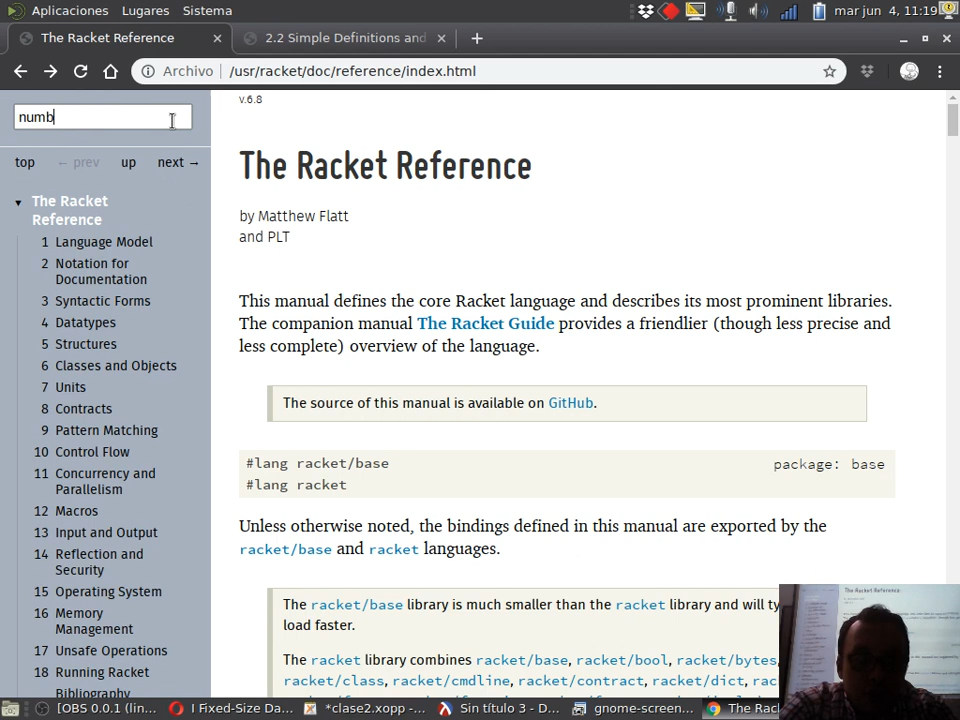 Aplicaciones Lugares Sistema mar jun 4, 11:19
The Racket Reference 2.2 Simple Definitions and
Archivo /usr/racket/doc/reference/index.html
numb
v.6.8
top ← prev up next →
The Racket Reference
by Matthew Flatt
and PLT
The Racket
Reference
1 Language Model
2 Notation for
Documentation
3 Syntactic Forms
4 Datatypes
5 Structures
6 Classes and Objects
7 Units
8 Contracts
9 Pattern Matching
10 Control Flow
11 Concurrency and
Parallelism
12 Macros
13 Input and Output
14 Reflection and
Security
15 Operating System
16 Memory
Management
17 Unsafe Operations
18 Running Racket
Bibliography
This manual defines the core Racket language and describes its most prominent libraries.
The companion manual The Racket Guide provides a friendlier (though less precise and
less complete) overview of the language.
The source of this manual is available on GitHub.
#lang racket/base package: base
#lang racket
Unless otherwise noted, the bindings defined in this manual are exported by the
racket/base and racket languages.
The racket/base library is much smaller than the racket library and will ty
load faster.
The racket library combines racket/base, racket/bool, racket/bytes,
racket/class, racket/cmdline, racket/contract, racket/dict, rac
[OBS 0.0.1 (lin... I Fixed-Size Da... *clase2.xopp - ... Sin título 3 - D... gnome-screen... The Rac